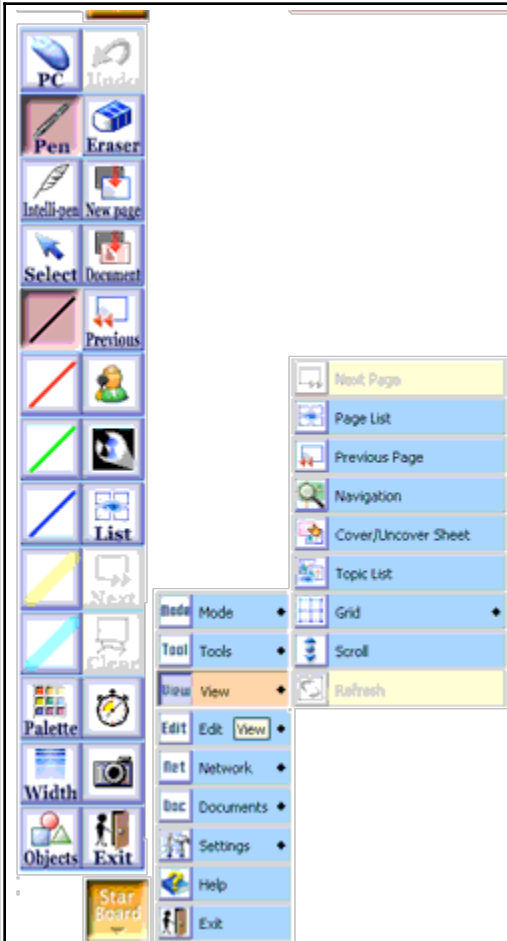 PC Undo
Pen Eraser
Intelli-pen New page
Select Document
Previous
List
Next
Clear
Palette
Width
Objects Exit
Star
Board
Mode Mode
Tool Tools
View View
Edit Edit View
Net Network
Doc Documents
Settings
Help
Exit
Next Page
Page List
Previous Page
Navigation
Cover/Uncover Sheet
Topic List
Grid
Scroll
Refresh